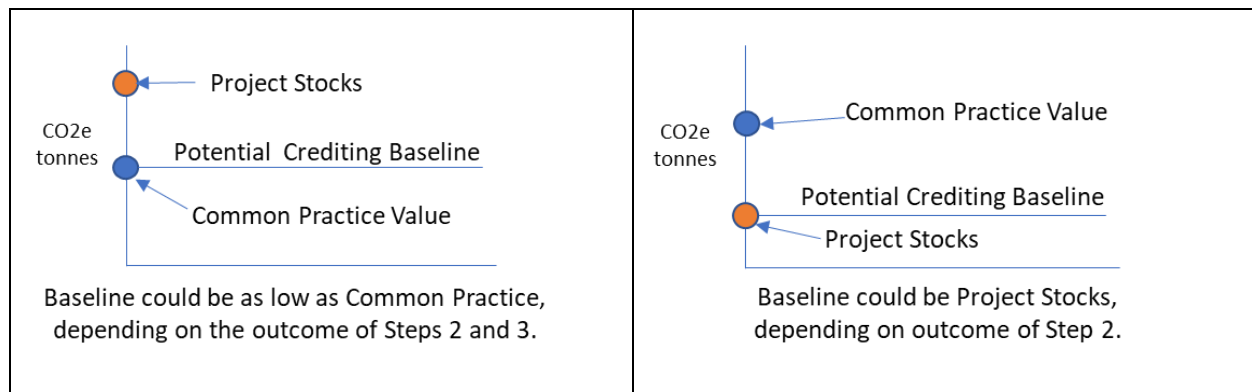 Project Stocks
CO2e
tonnes
Potential Crediting Baseline
Common Practice Value
Baseline could be as low as Common Practice,
depending on the outcome of Steps 2 and 3.
Common Practice Value
CO2e
tonnes
Potential Crediting Baseline
Project Stocks
Baseline could be Project Stocks,
depending on outcome of Step 2.